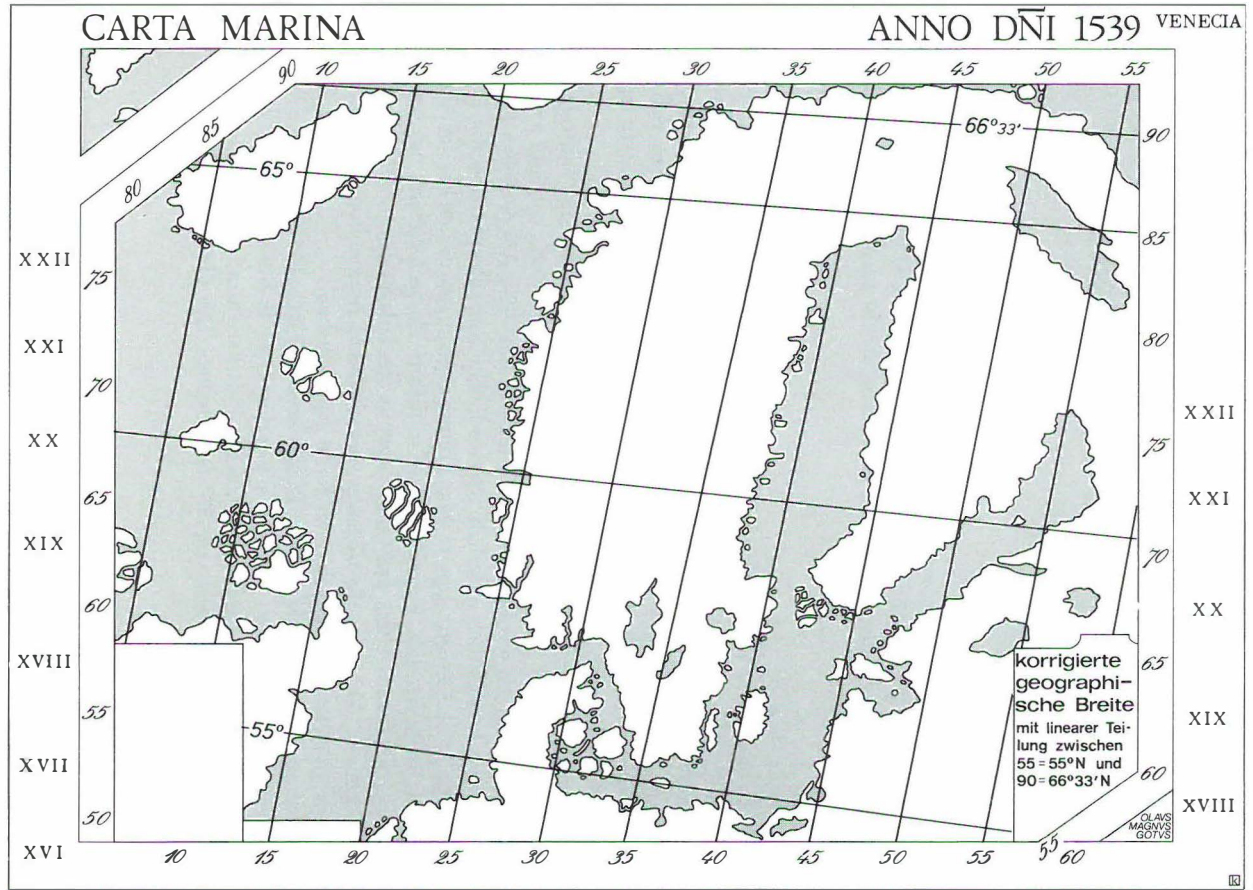 CARTA MARINA
ANNO DN̄I 1539 VENECIA
90 10 15 20 25 30 35 40 45 50 55
85
80
66°33′
90
65°
85
XXII
75
80
XXI
70
XXII
XX
75
60°
65
XXI
XIX
70
60
XX
XVIII
65
korrigierte
geographi-
sche Breite
mit linearer Tei-
lung zwischen
55=55°N und
90=66°33′N
55
XIX
55°
XVII
60
50
XVIII
OLAVS
MAGNVS
GOTVS
XVI
10 15 20 25 30 35 40 45 50 55 55 60